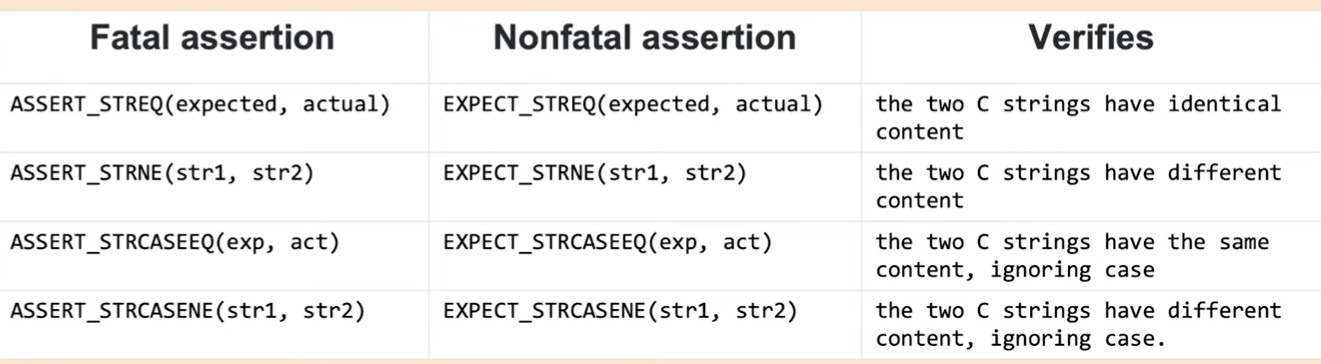 Fatal assertion Nonfatal assertion Verifies
ASSERT_STREQ(expected, actual) EXPECT_STREQ(expected, actual) the two C strings have identical
content
ASSERT_STRNE(str1, str2) EXPECT_STRNE(str1, str2) the two C strings have different
content
ASSERT_STRCASEEQ(exp, act) EXPECT_STRCASEEQ(exp, act) the two C strings have the same
content, ignoring case
ASSERT_STRCASENE(str1, str2) EXPECT_STRCASENE(str1, str2) the two C strings have different
content, ignoring case.